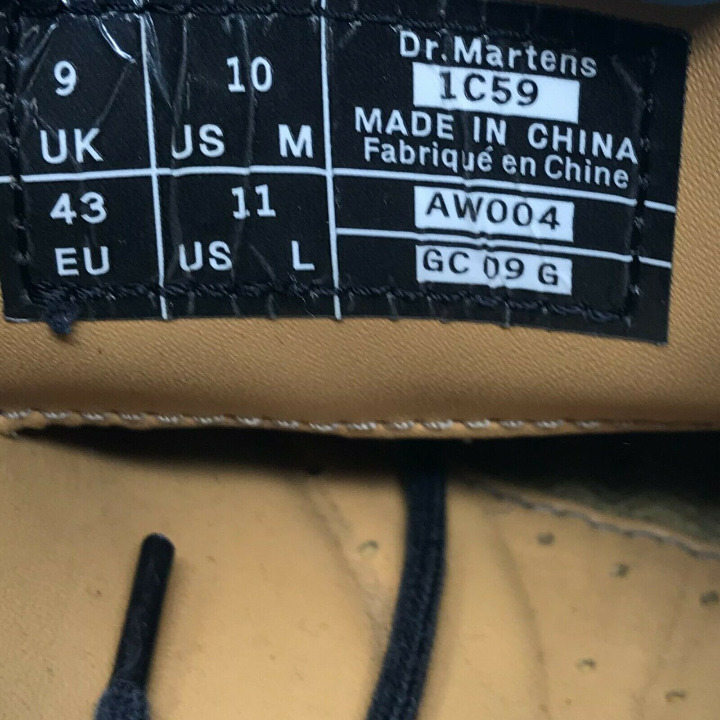 9
UK
10
US M
43
EU
11
US L
Dr.Martens
1C59
MADE IN CHINA
Fabriqué en Chine
AW004
GC 09 G